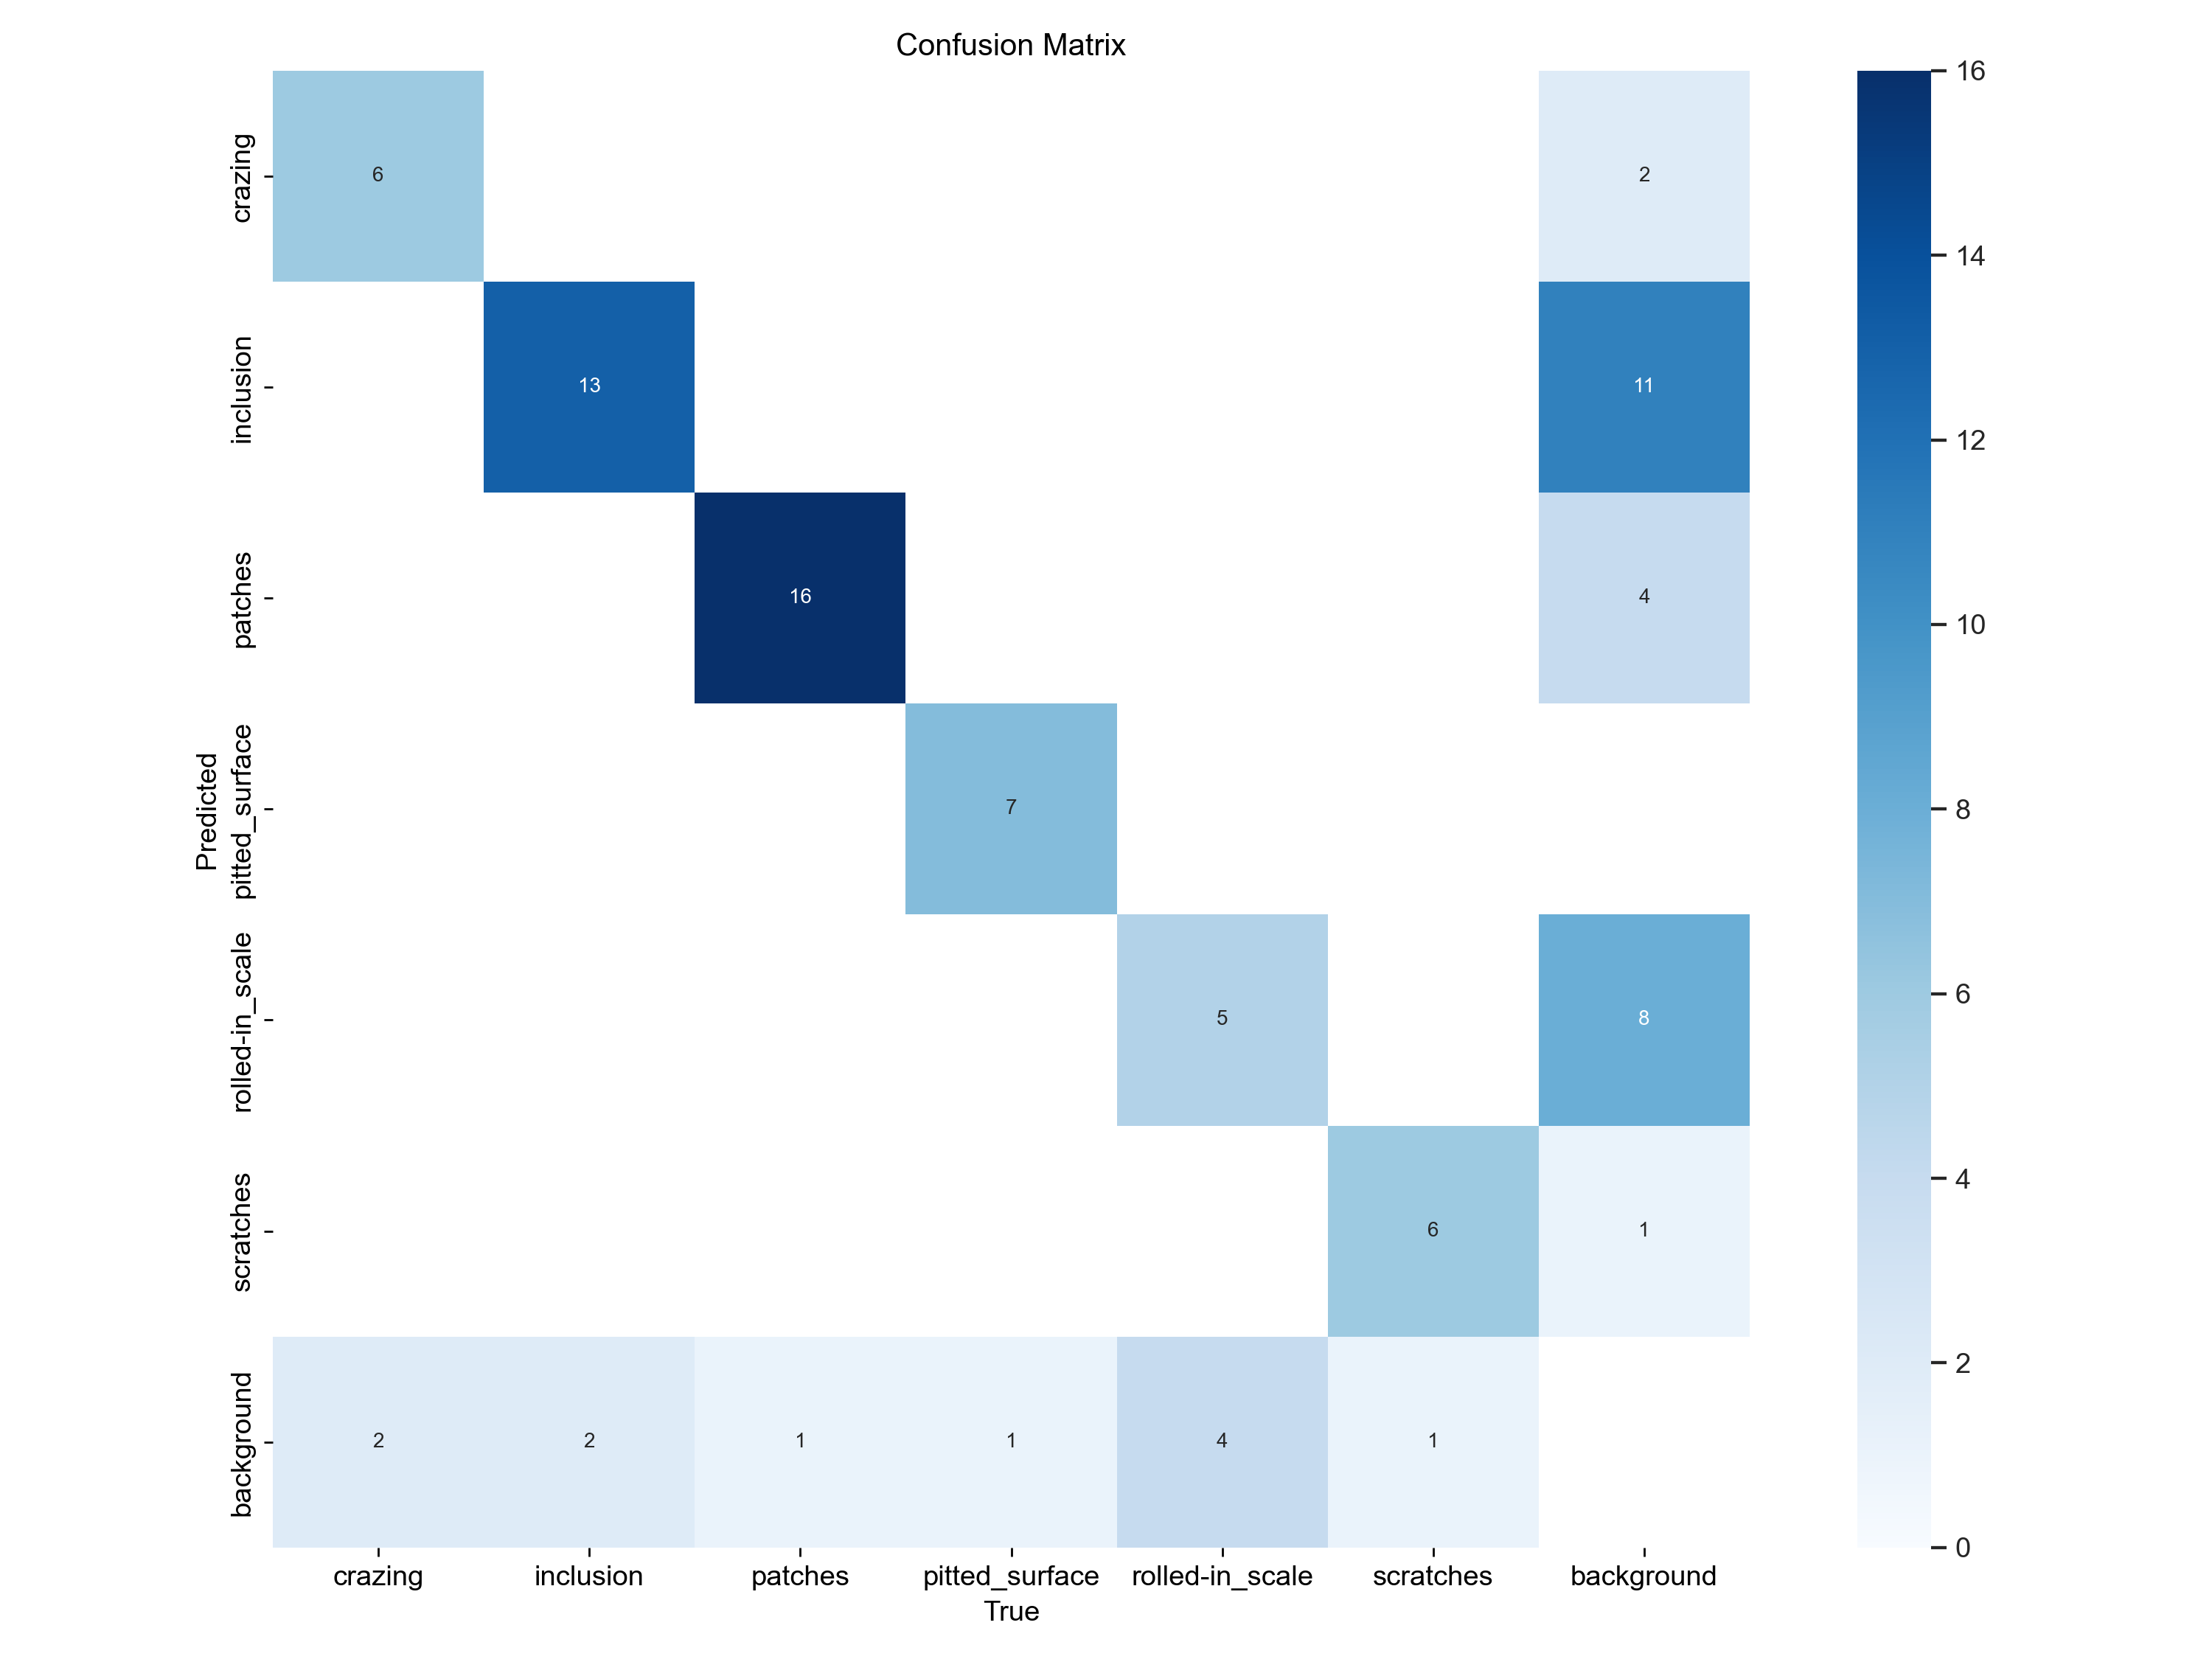 Confusion Matrix
crazing
6
2
inclusion
13
11
patches
16
4
pitted_surface
7
rolled-in_scale
5
8
scratches
6
1
background
2
2
1
1
4
1
Predicted
crazing
inclusion
patches
pitted_surface
rolled-in_scale
scratches
background
True
16
14
12
10
8
6
4
2
0